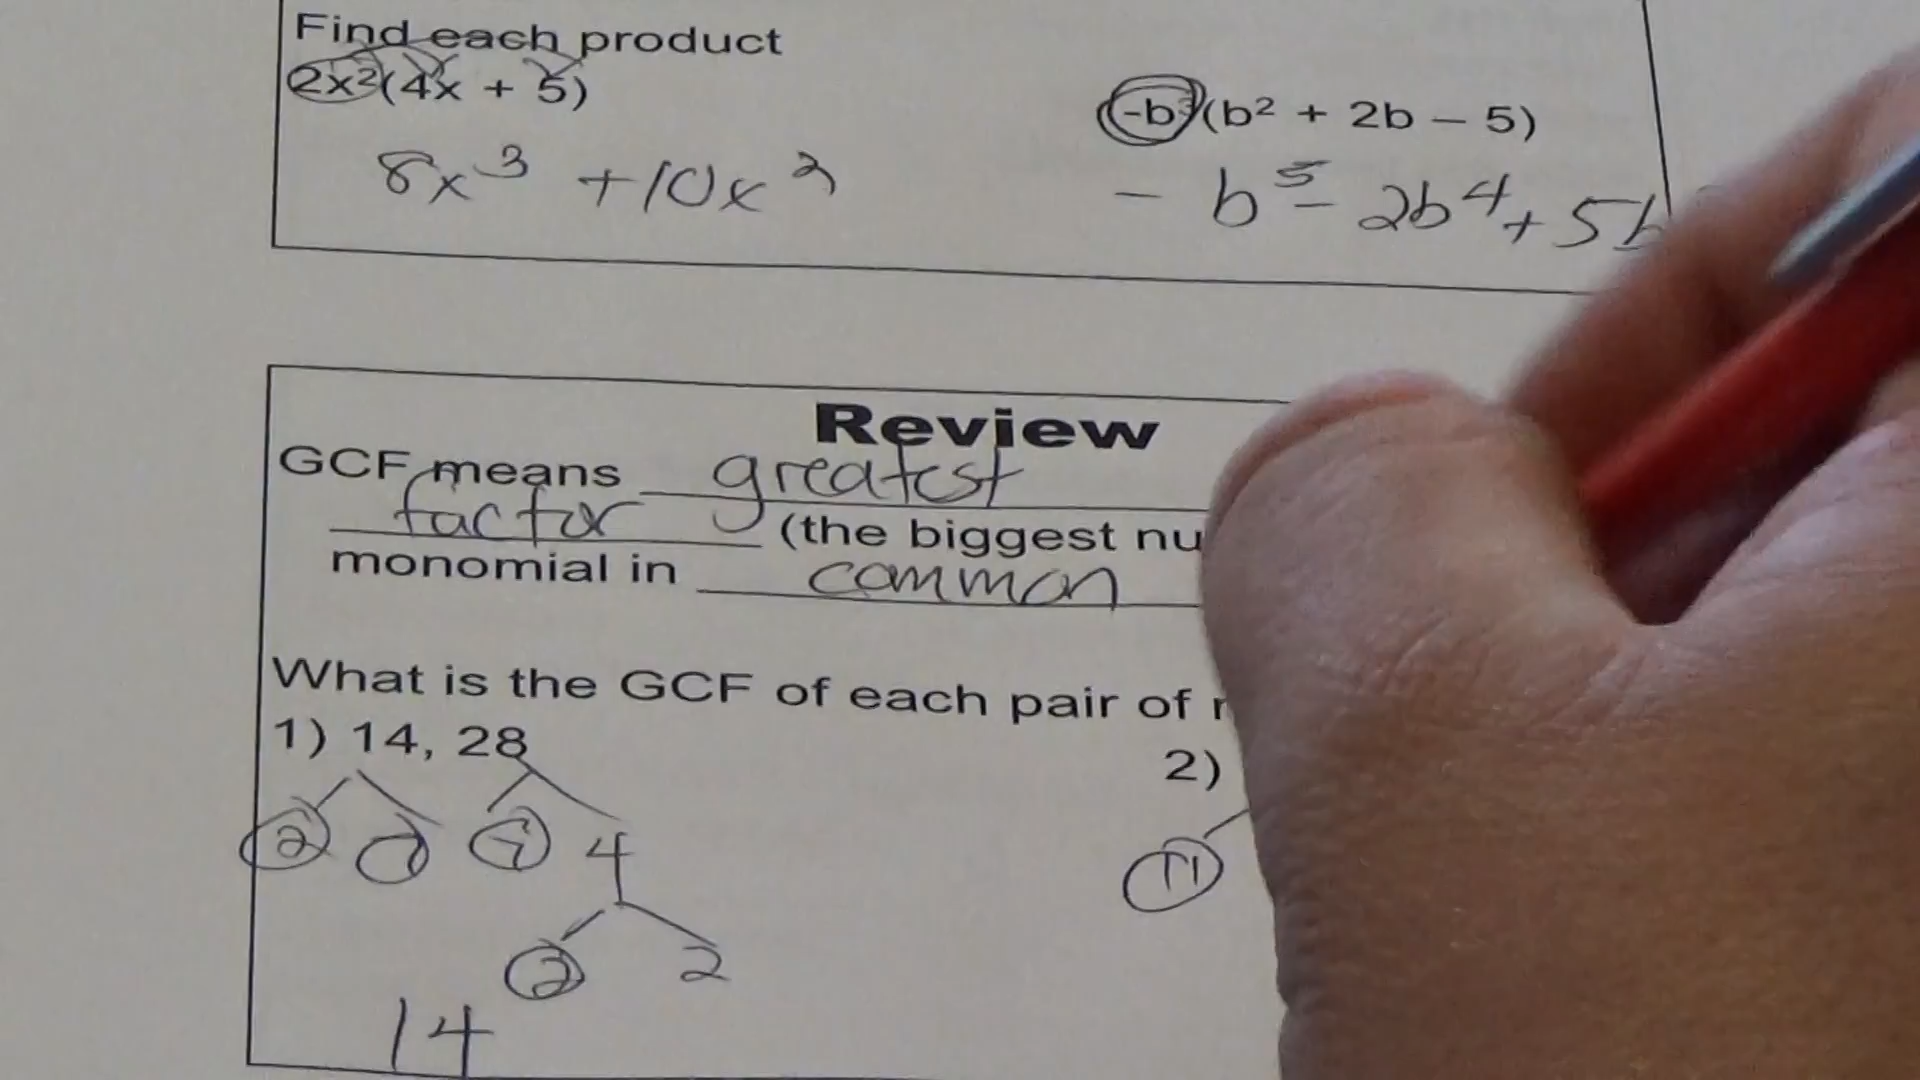 Find each product
2x²(4x + 5)
-b³(b² + 2b – 5)
8x³ + 10x²
- b⁵ - 2b⁴ + 5b
Review
GCF means greatest
factor (the biggest nu
monomial in common
What is the GCF of each pair of
1) 14, 28
2)
2 7 7 4
11
2 2
14